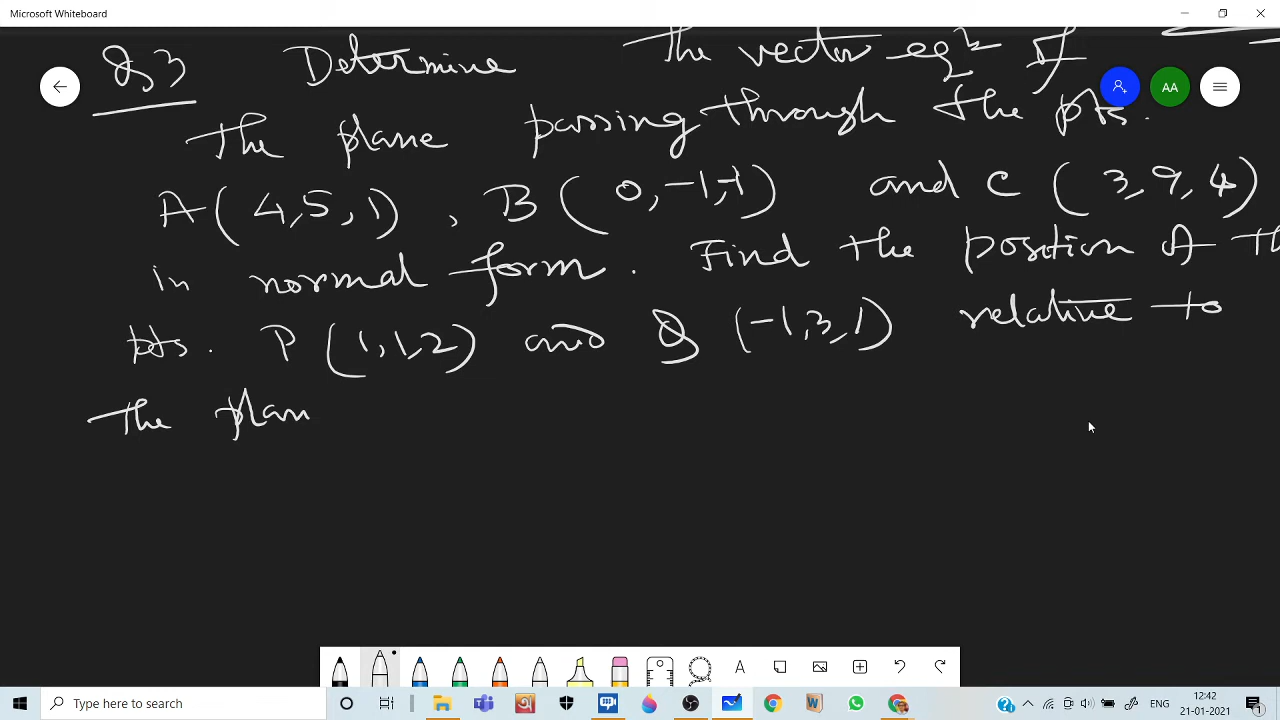 Microsoft Whiteboard
Q3 Determine the vector eqn of
the plane passing through the pts.
A(4,5,1), B(0,-1,-1) and C(3,9,4)
in normal form. Find the position of th
pts. P(1,1,2) and Q(-1,3,1) relative to
the plan
AA
Type here to search
ENG
12:42
21-01-2021